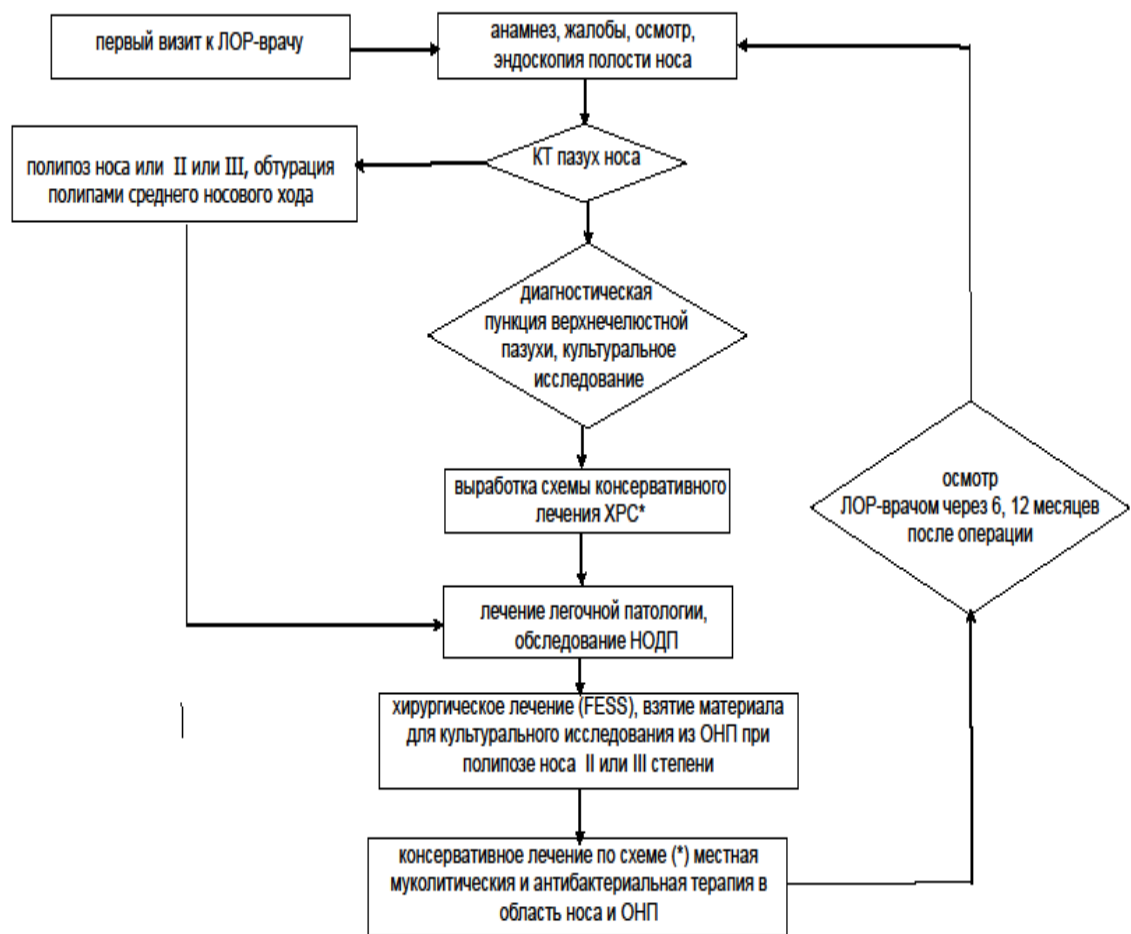 первый визит к ЛОР-врачу
анамнез, жалобы, осмотр,
эндоскопия полости носа
КТ пазух носа
полипоз носа или II или III, обтурация
полипами среднего носового хода
диагностическая
пункция верхнечелюстной
пазухи, культуральное
исследование
выработка схемы консервативного
лечения ХРС*
осмотр
ЛОР-врачом через 6, 12 месяцев
после операции
лечение легочной патологии,
обследование НОДП
хирургическое лечение (FESS), взятие материала
для культурального исследования из ОНП при
полипозе носа II или III степени
консервативное лечение по схеме (*) местная
муколитическия и антибактериальная терапия в
область носа и ОНП